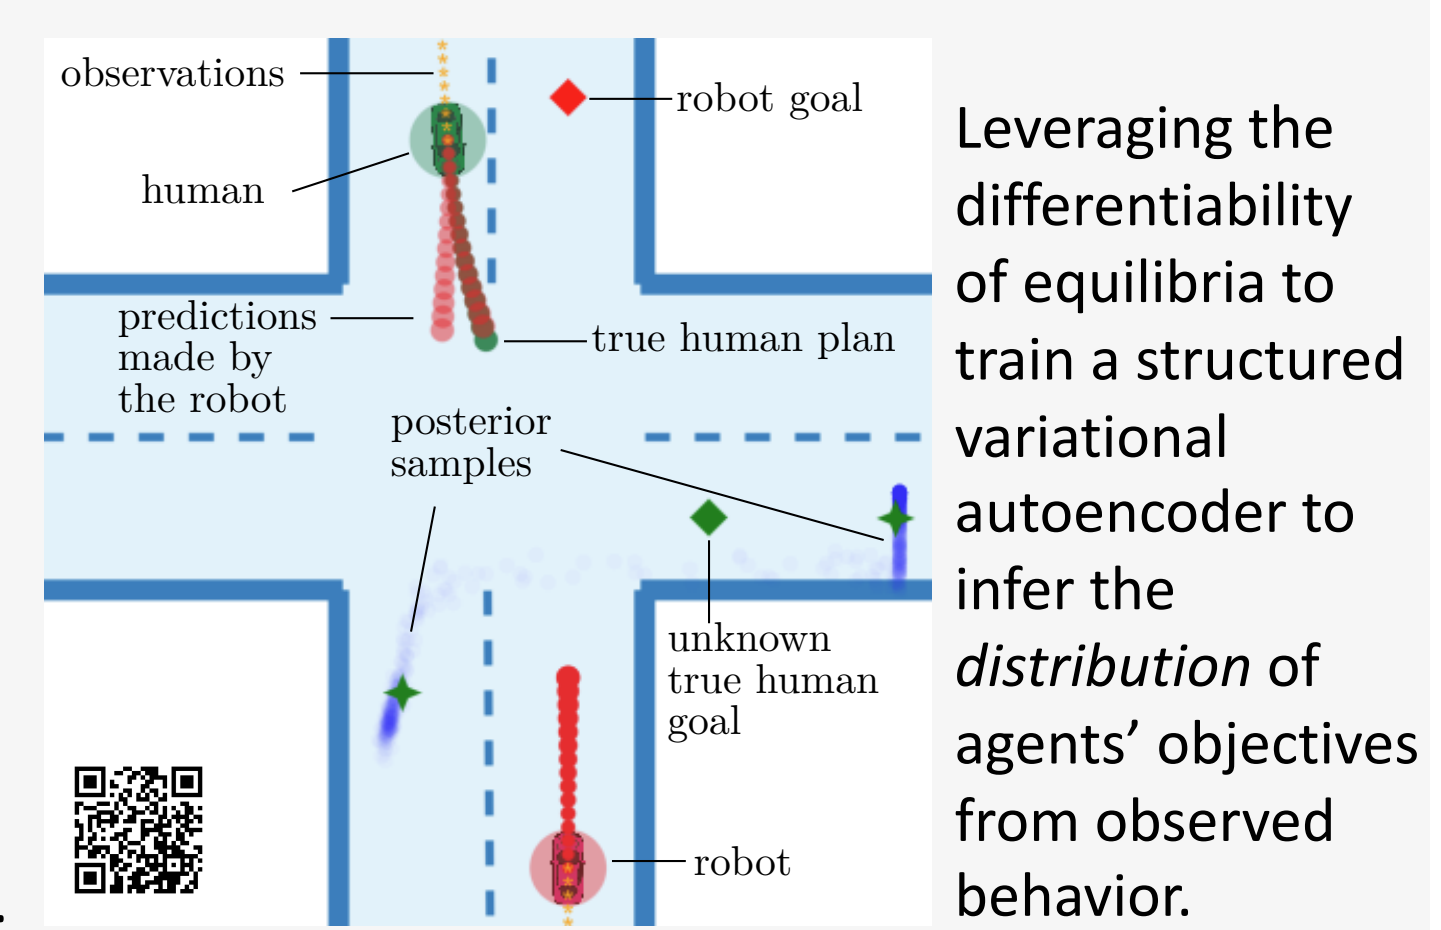 observations
robot goal
human
predictions
made by
the robot
true human plan
posterior
samples
unknown
true human
goal
robot
Leveraging the
differentiability
of equilibria to
train a structured
variational
autoencoder to
infer the
distribution of
agents’ objectives
from observed
behavior.
.